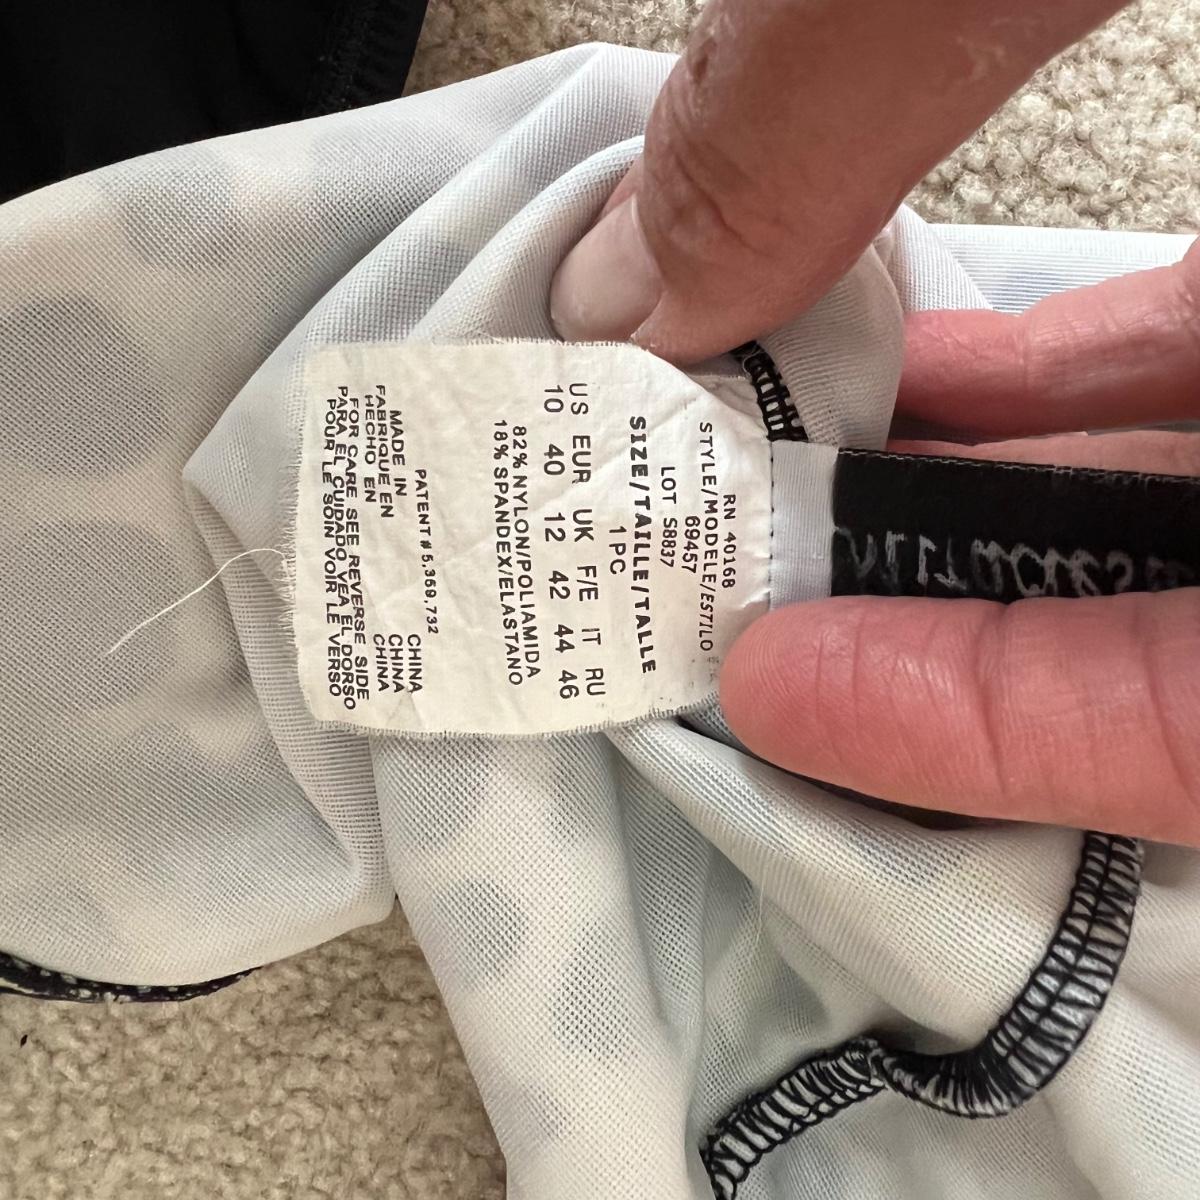 RN 40168
STYLE/MODELE/ESTILO
69457
LOT S8837
SIZE/TAILLE/TALLE
1 PC
US EUR UK F/E IT RU
10 40 12 42 44 46
82% NYLON/POLIAMIDA
18% SPANDEX/ELASTANO
PATENT # 5,359,732
MADE IN CHINA
FABRIQUE EN CHINA
HECHO EN CHINA
FOR CARE SEE REVERSE SIDE
PARA EL CUIDADO VEA EL DORSO
POUR LE SOIN VOIR LE VERSO